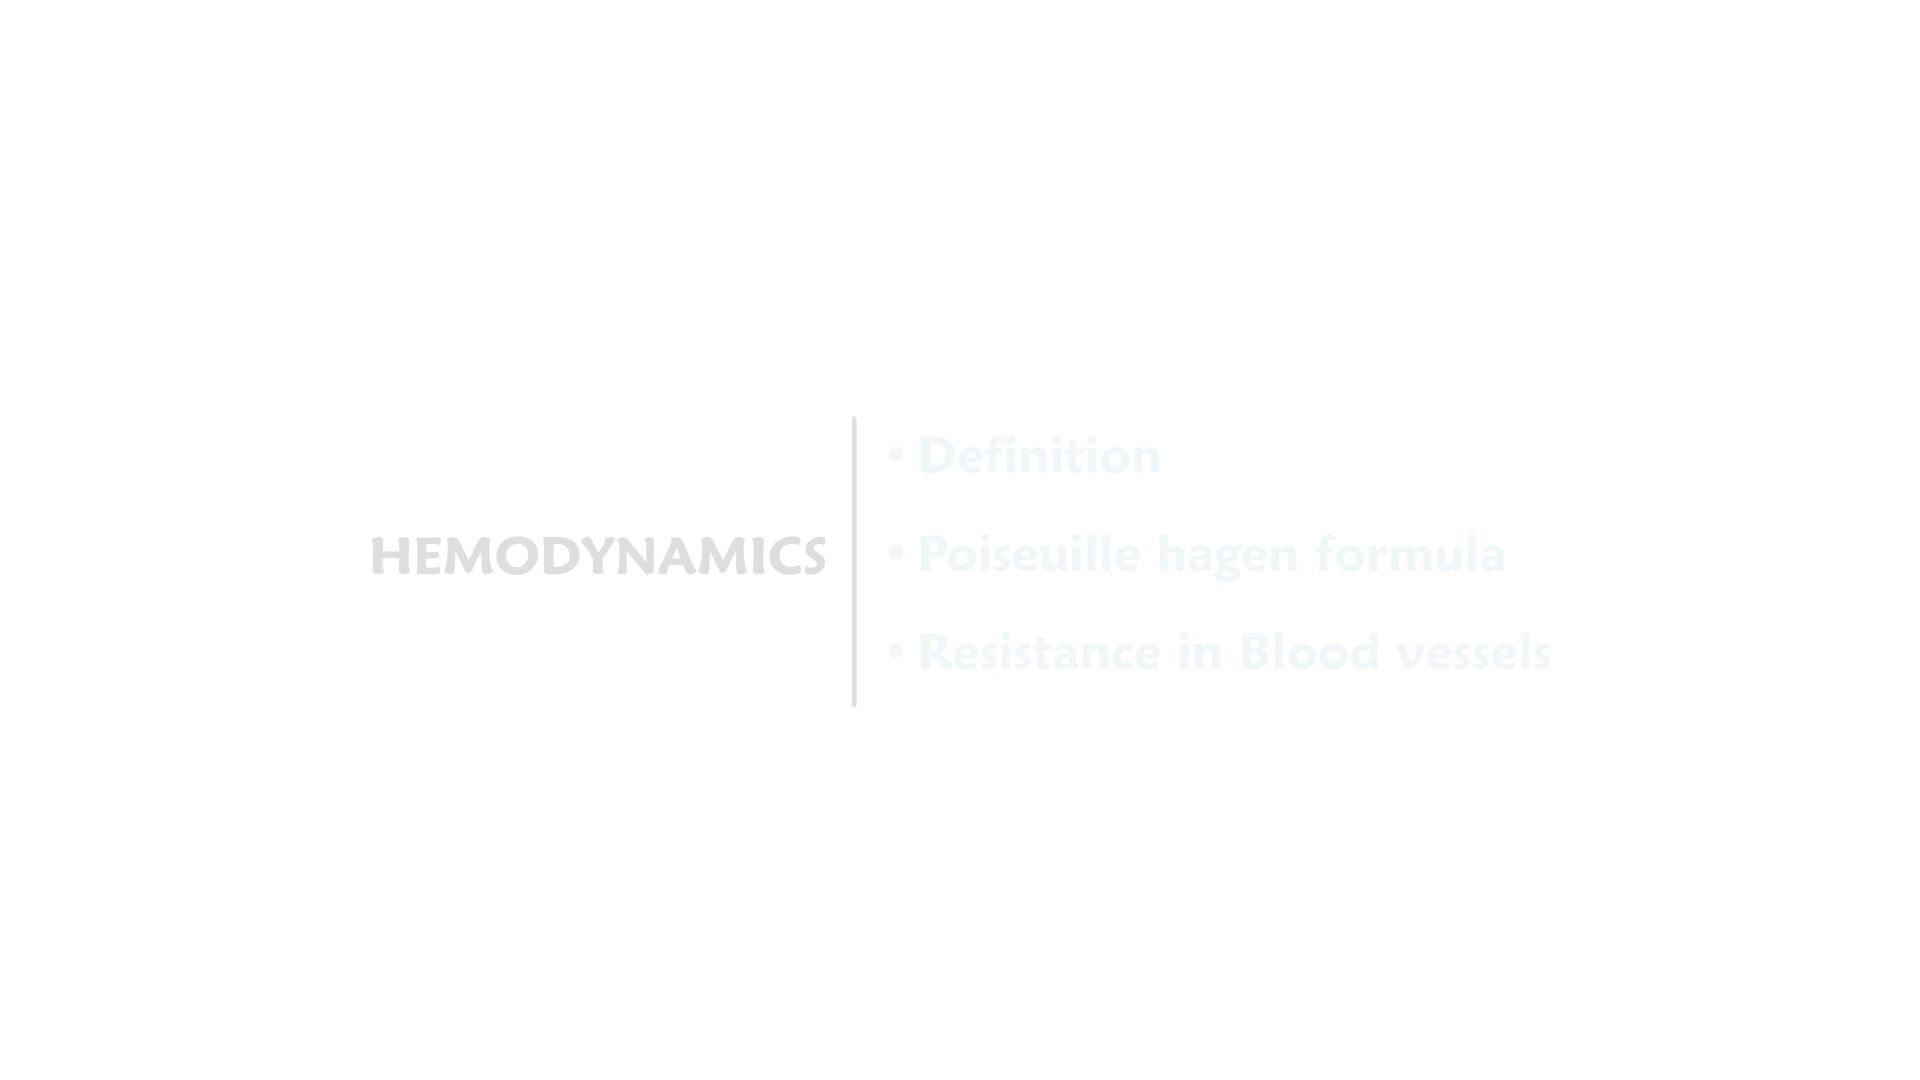 HEMODYNAMICS
• Definition
• Poiseuille hagen formula
• Resistance in Blood vessels